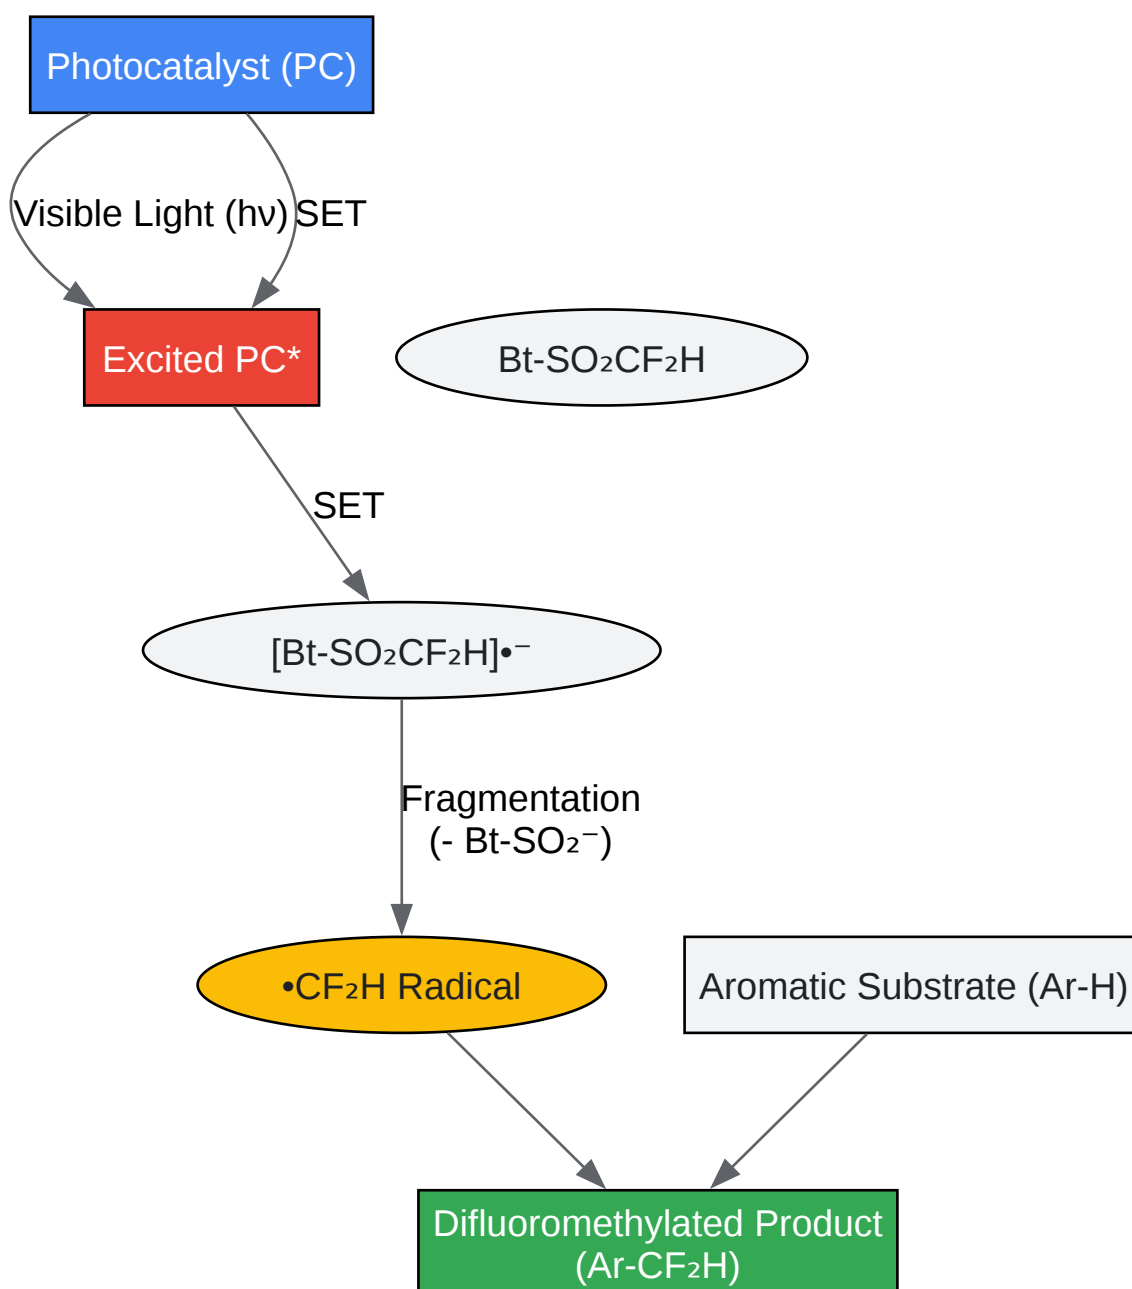 Photocatalyst (PC)
Visible Light (hν)
SET
Excited PC*
Bt-SO₂CF₂H
SET
[Bt-SO₂CF₂H]•⁻
Fragmentation
(- Bt-SO₂⁻)
•CF₂H Radical
Aromatic Substrate (Ar-H)
Difluoromethylated Product
(Ar-CF₂H)